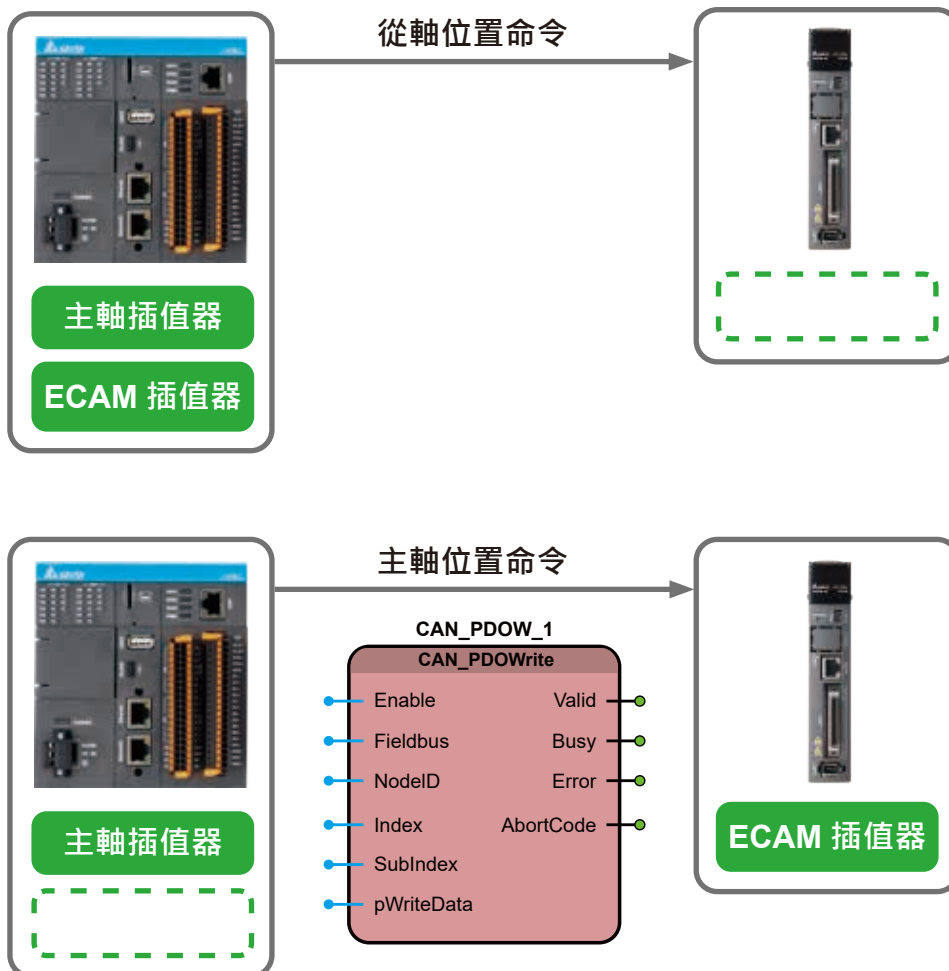 從軸位置命令
主軸插值器
ECAM 插值器
主軸位置命令
CAN_PDOW_1
CAN_PDOWrite
Enable Valid
Fieldbus Busy
NodeID Error
Index AbortCode
SubIndex
pWriteData
主軸插值器
ECAM 插值器